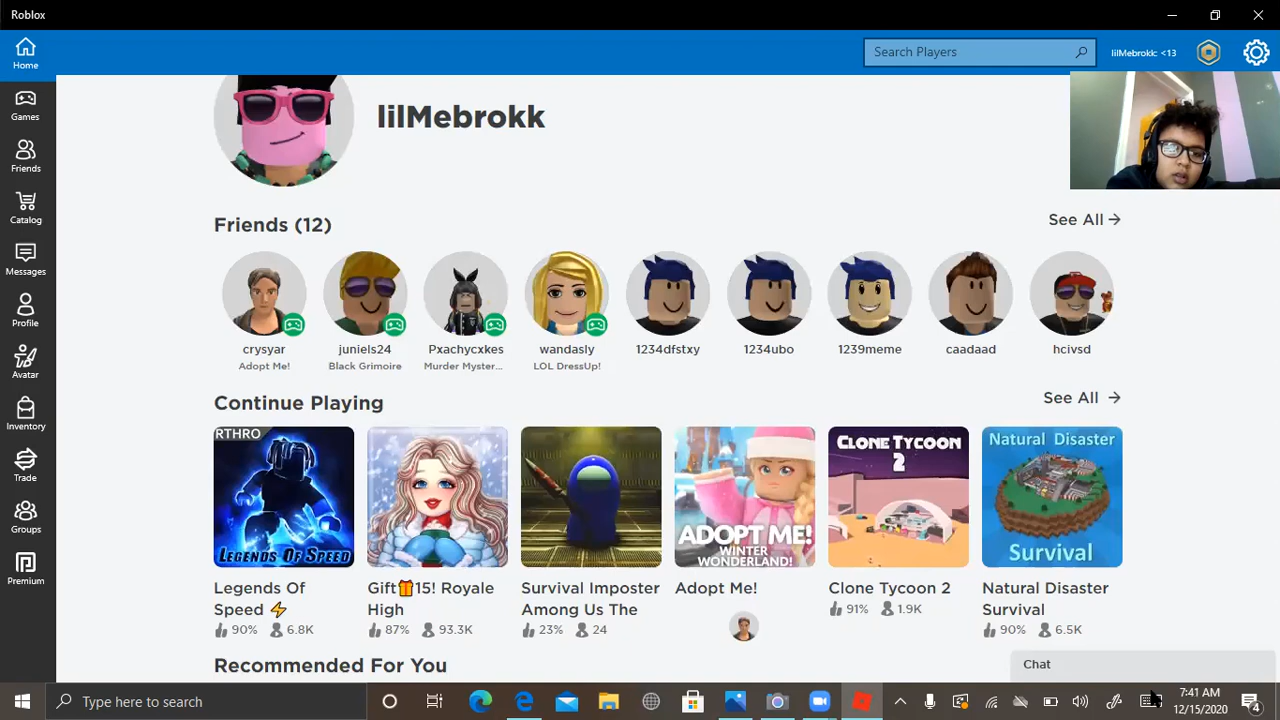 Roblox
Home
Search Players
lilMebrokk: <13
Games
Friends
Catalog
Messages
Profile
Avatar
Inventory
Trade
Groups
Premium
lilMebrokk
Friends (12)
See All →
crysyar
Adopt Me!
juniels24
Black Grimoire
Pxachycxkes
Murder Myster...
wandasly
LOL DressUp!
1234dfstxy
1234ubo
1239meme
caadaad
hcivsd
Continue Playing
See All →
RTHRO
LEGENDS OF SPEED
ADOPT ME!
WINTER
WONDERLAND!
CLONE TYCOON
2
Natural Disaster
Survival
Legends Of
Speed ⚡
90% 6.8K
Gift🎁15! Royale
High
87% 93.3K
Survival Imposter
Among Us The
23% 24
Adopt Me!
Clone Tycoon 2
91% 1.9K
Natural Disaster
Survival
90% 6.5K
Recommended For You
Chat
Type here to search
7:41 AM
12/15/2020
4